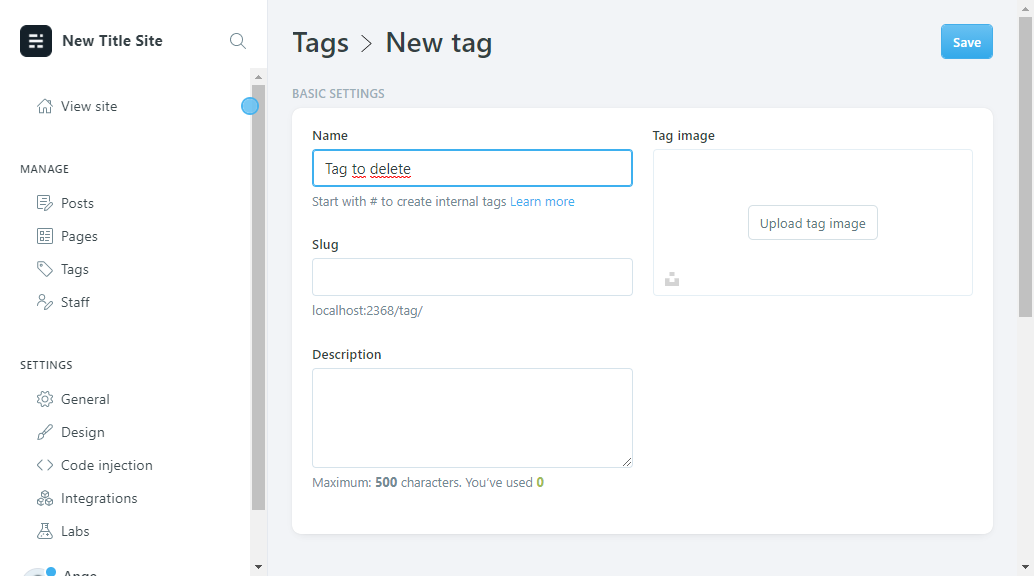 New Title Site
View site
MANAGE
Posts
Pages
Tags
Staff
SETTINGS
General
Design
Code injection
Integrations
Labs
Ange
Tags > New tag
Save
BASIC SETTINGS
Name
Tag to delete
Start with # to create internal tags Learn more
Slug
localhost:2368/tag/
Description
Maximum: 500 characters. You’ve used 0
Tag image
Upload tag image